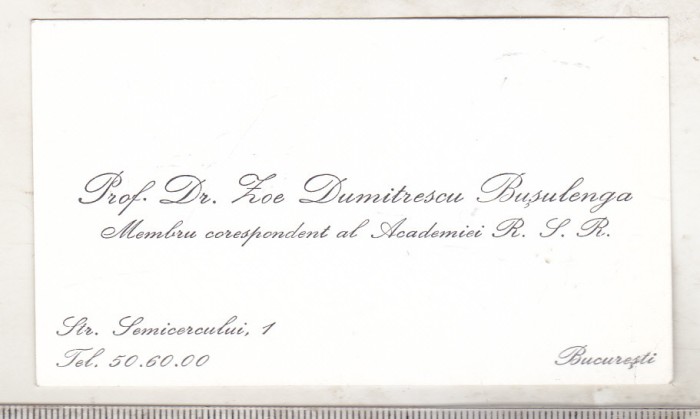 Prof. Dr. Zoe Dumitrescu Bușulenga
Membru corespondent al Academiei R. S. R.
Str. Semicercului, 1
Tel. 50.60.00
București